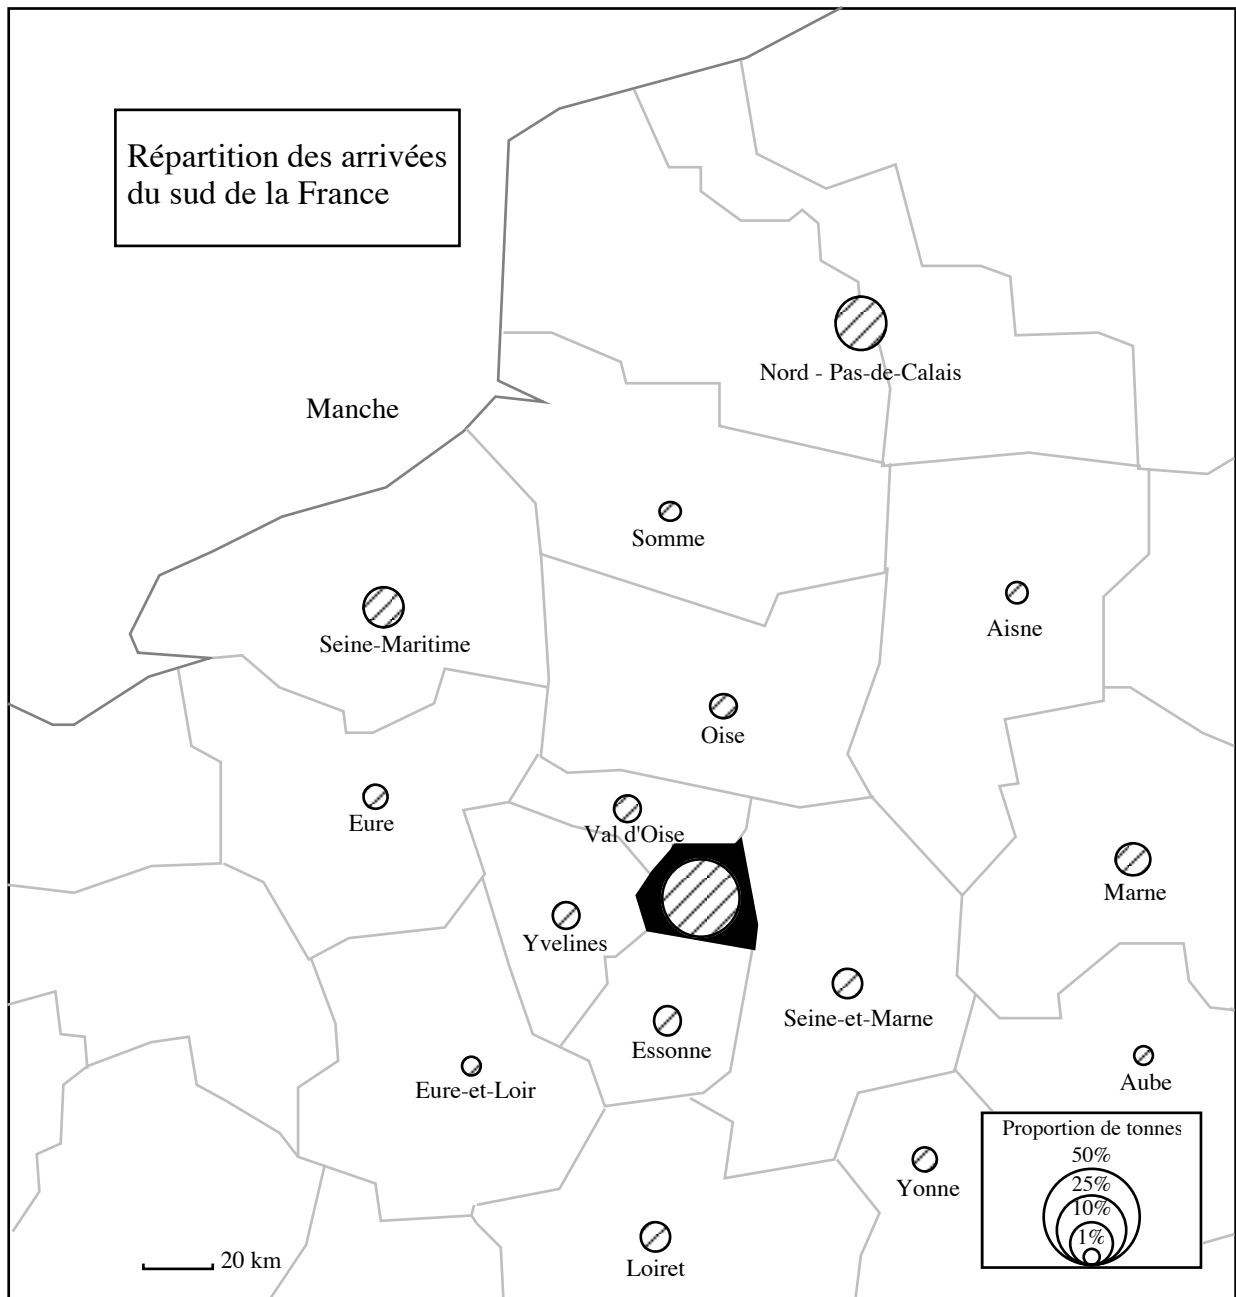 Répartition des arrivées
du sud de la France
Nord - Pas-de-Calais
Manche
Somme
Aisne
Seine-Maritime
Oise
Eure
Val d'Oise
Marne
Yvelines
Seine-et-Marne
Essonne
Eure-et-Loir
Aube
Proportion de tonnes
50%
25%
10%
1%
Yonne
20 km
Loiret